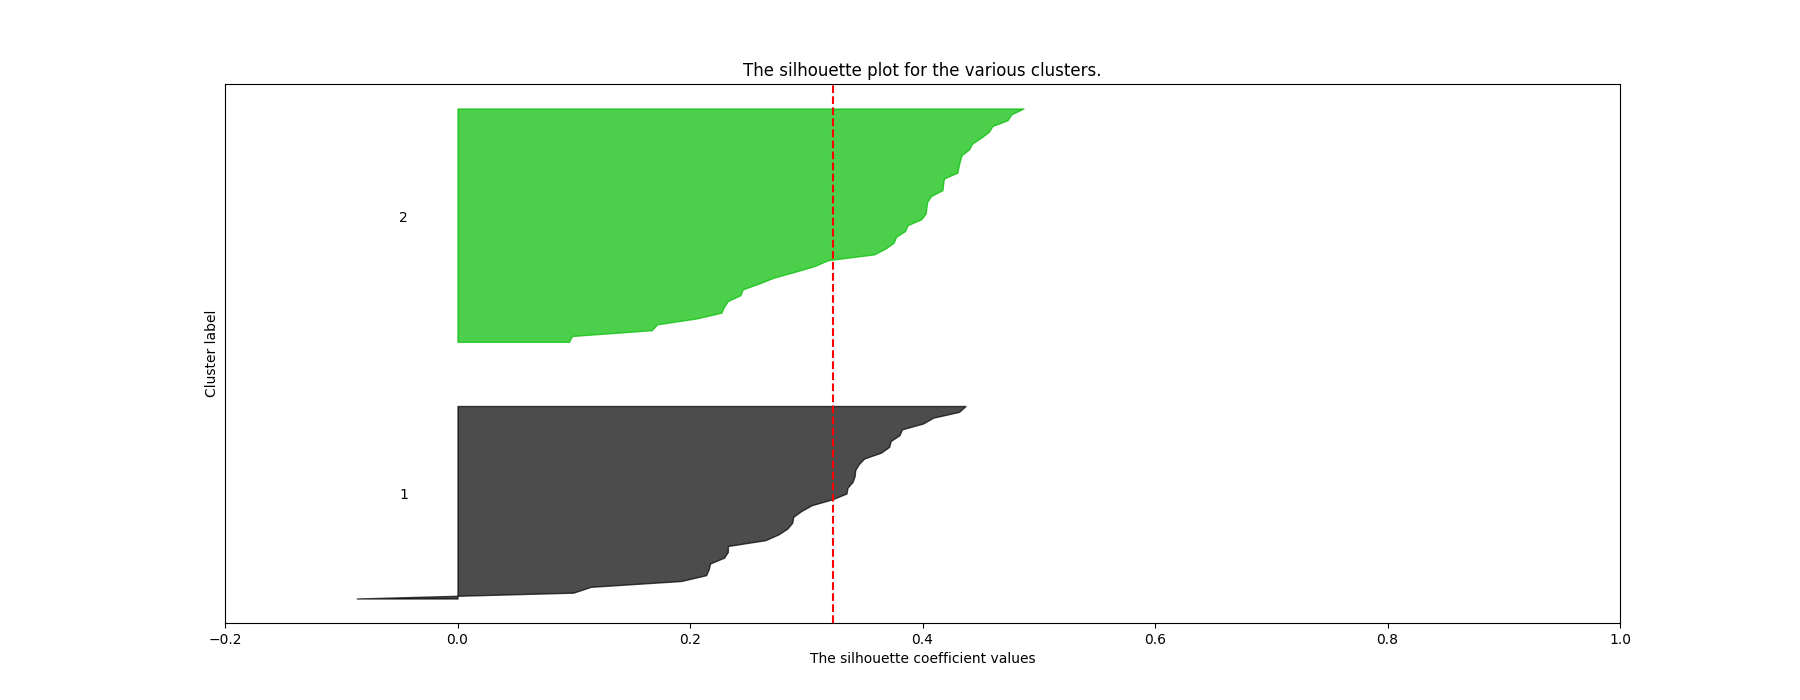 The silhouette plot for the various clusters.
2
Cluster label
1
−0.2 0.0 0.2 0.4 0.6 0.8 1.0
The silhouette coefficient values